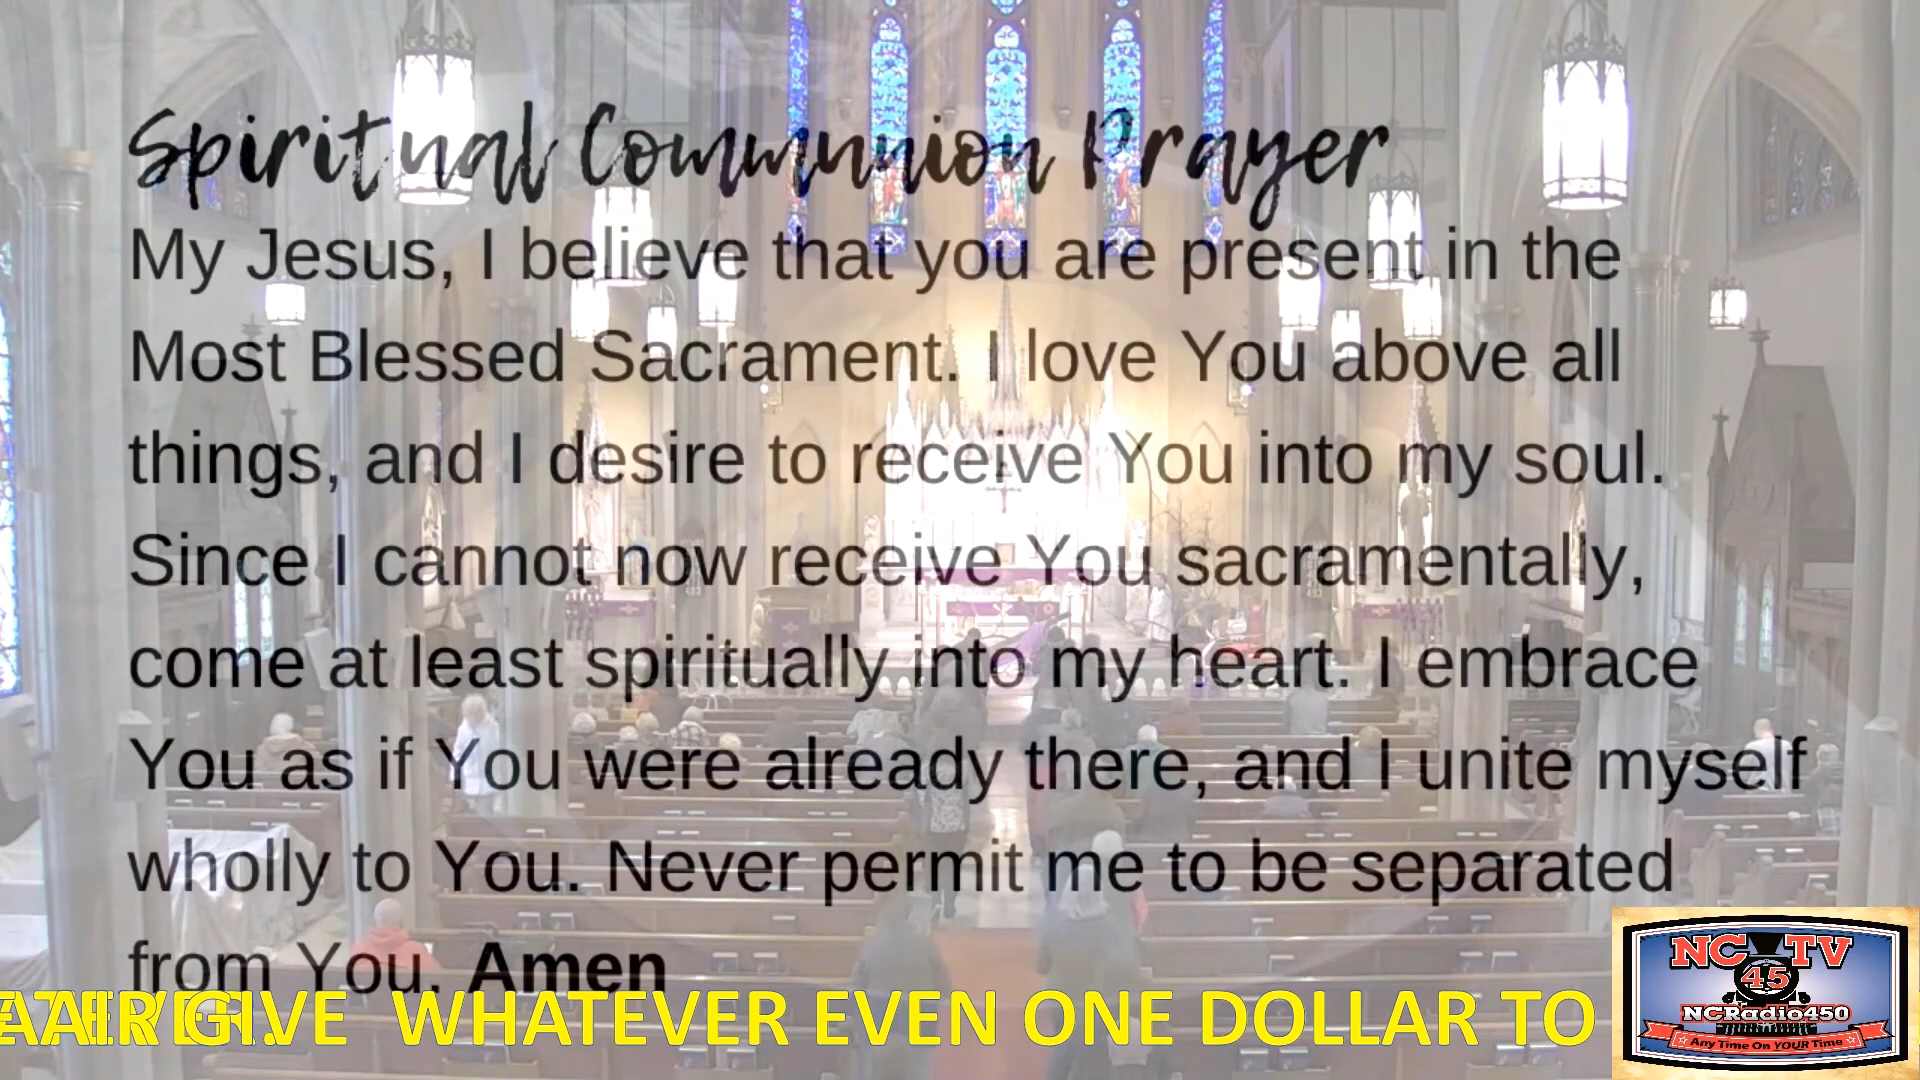 Spiritual Communion Prayer
My Jesus, I believe that you are present in the
Most Blessed Sacrament. I love You above all
things, and I desire to receive You into my soul.
Since I cannot now receive You sacramentally,
come at least spiritually into my heart. I embrace
You as if You were already there, and I unite myself
wholly to You. Never permit me to be separated
from You. Amen
GIVE WHATEVER EVEN ONE DOLLAR TO
NC TV
45
NCRadio450
Any Time On YOUR Time